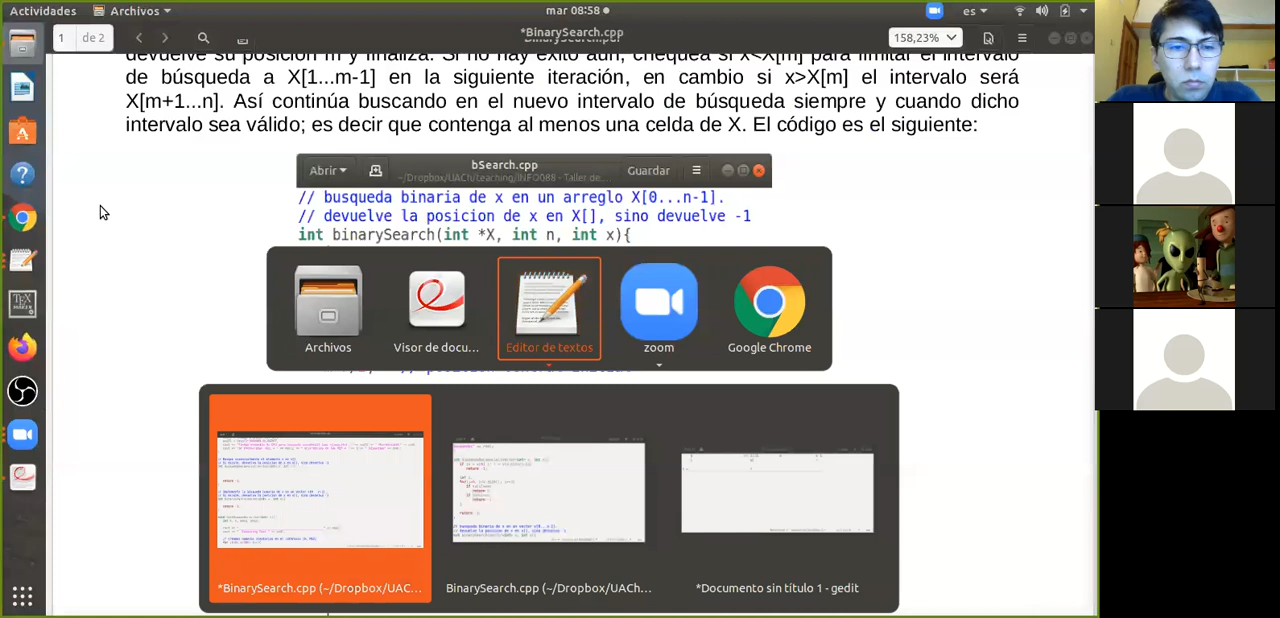 Actividades
Archivos
mar 08:58
es
1
de 2
*BinarySearch.cpp
158,23%
devuelve su posición m y finaliza. Si no hay éxito aún, chequea si x<X[m] para limitar el intervalo
de búsqueda a X[1...m-1] en la siguiente iteración, en cambio si x>X[m] el intervalo será
X[m+1...n]. Así continúa buscando en el nuevo intervalo de búsqueda siempre y cuando dicho
intervalo sea válido; es decir que contenga al menos una celda de X. El código es el siguiente:
Abrir
bSearch.cpp
~/Dropbox/UACh/teaching/INFO088 - Taller de...
Guardar
// busqueda binaria de x en un arreglo X[0...n-1].
// devuelve la posicion de x en X[], sino devuelve -1
int binarySearch(int *X, int n, int x){
Archivos
Visor de docu...
Editor de textos
zoom
Google Chrome
*BinarySearch.cpp (~/Dropbox/UAC...
BinarySearch.cpp (~/Dropbox/UACh...
*Documento sin título 1 - gedit